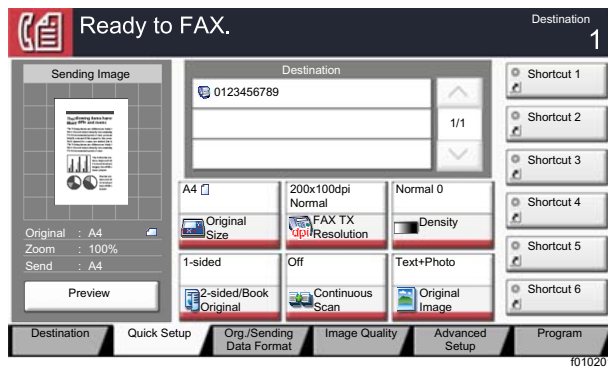 Ready to FAX.
Destination
1
Sending Image
Original : A4
Zoom : 100%
Send : A4
Preview
Destination
0123456789
1/1
A4
Original
Size
200x100dpi
Normal
dpi
FAX TX
Resolution
Normal 0
Density
1-sided
2-sided/Book
Original
Off
Continuous
Scan
Text+Photo
Original
Image
Shortcut 1
Shortcut 2
Shortcut 3
Shortcut 4
Shortcut 5
Shortcut 6
Destination
Quick Setup
Org./Sending
Data Format
Image Quality
Advanced
Setup
Program
f01020